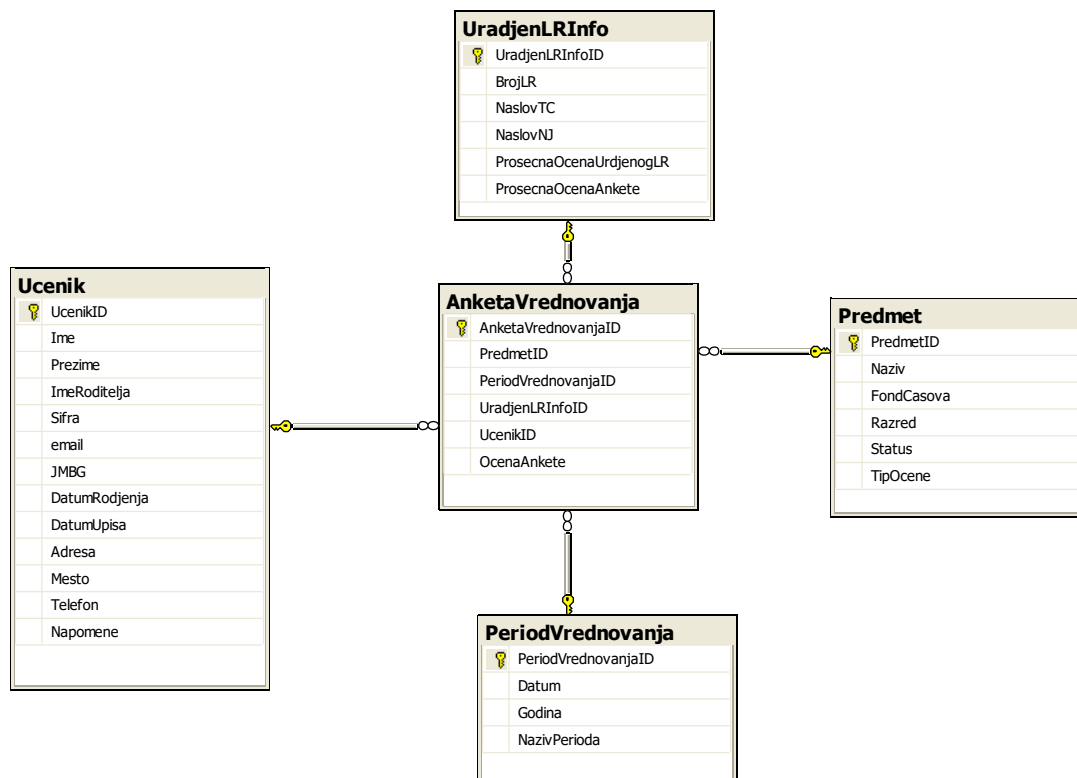 UradjenLRInfo
UradjenLRInfoID
BrojLR
NaslovTC
NaslovNJ
ProsecnaOcenaUrdjenogLR
ProsecnaOcenaAnkete
Ucenik
UcenikID
Ime
Prezime
ImeRoditelja
Sifra
email
JMBG
DatumRodjenja
DatumUpisa
Adresa
Mesto
Telefon
Napomene
AnketaVrednovanja
AnketaVrednovanjaID
PredmetID
PeriodVrednovanjaID
UradjenLRInfoID
UcenikID
OcenaAnkete
Predmet
PredmetID
Naziv
FondCasova
Razred
Status
TipOcene
PeriodVrednovanja
PeriodVrednovanjaID
Datum
Godina
NazivPerioda